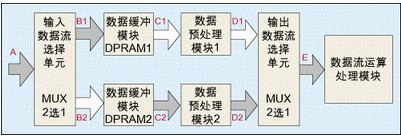 A
输入
数据流
选择
单元
MUX
2选1
B1
数据缓冲
模块
DPRAM1
C1
数据
预处理
模块1
D1
B2
数据缓冲
模块
DPRAM2
C2
数据
预处理
模块2
D2
输出
数据流
选择
单元
MUX
2选1
E
数据流运算
处理模块